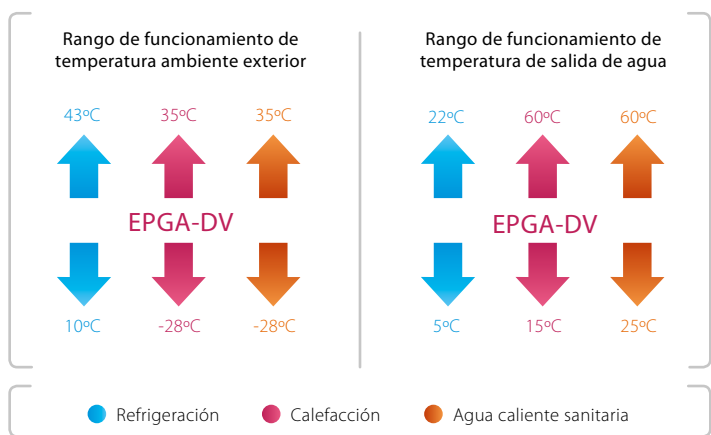 Rango de funcionamiento de
temperatura ambiente exterior
43ºC 35ºC 35ºC
EPGA-DV
10ºC -28ºC -28ºC
Rango de funcionamiento de
temperatura de salida de agua
22ºC 60ºC 60ºC
EPGA-DV
5ºC 15ºC 25ºC
Refrigeración Calefacción Agua caliente sanitaria